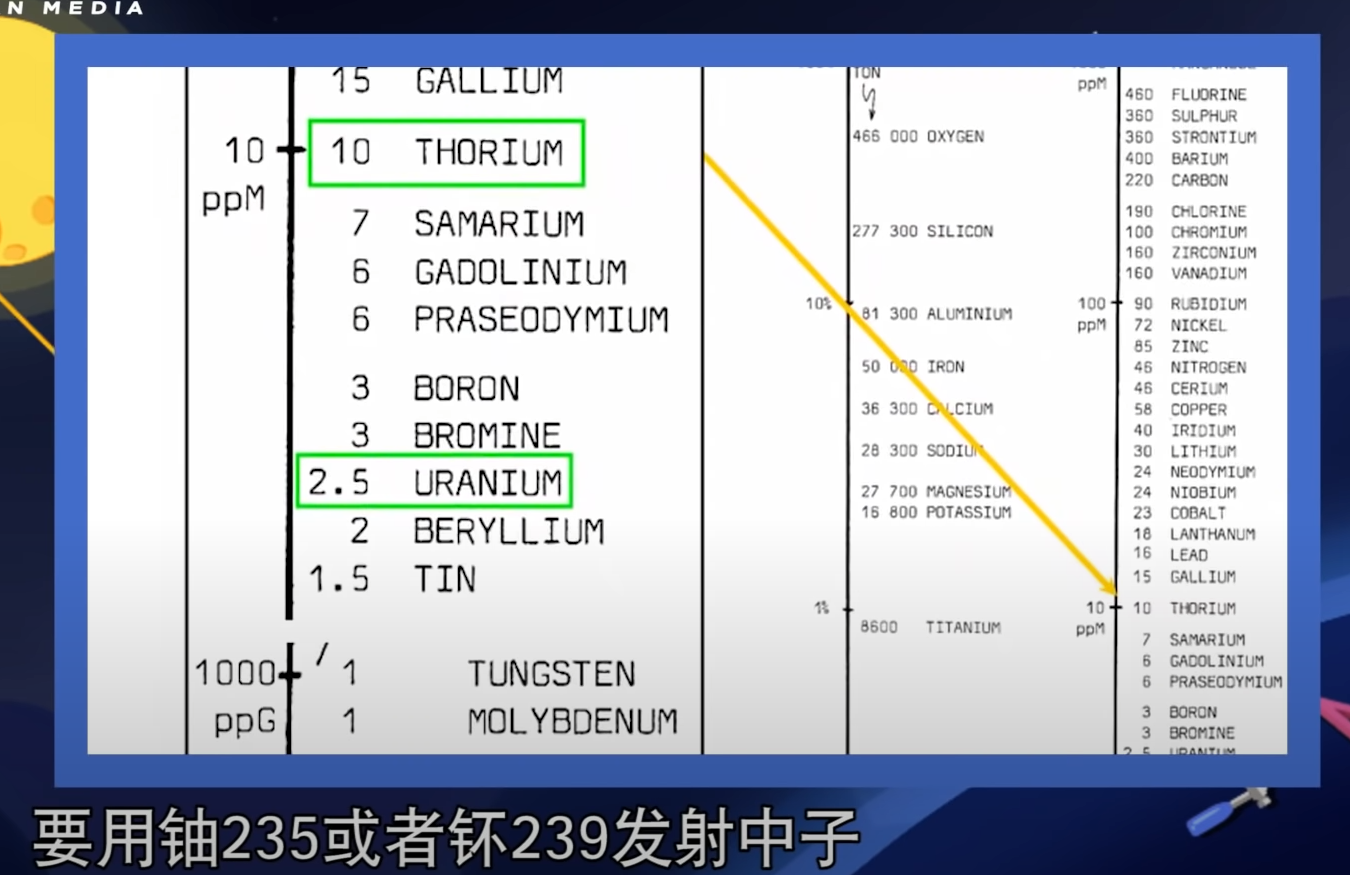 N MEDIA
15 GALLIUM
10 ppM
10 THORIUM
7 SAMARIUM
6 GADOLINIUM
6 PRASEODYMIUM
3 BORON
3 BROMINE
2.5 URANIUM
2 BERYLLIUM
1.5 TIN
1000 ppG
1 TUNGSTEN
1 MOLYBDENUM
TON
466 000 OXYGEN
277 300 SILICON
10%
81 300 ALUMINIUM
50 000 IRON
36 300 CALCIUM
28 300 SODIUM
27 700 MAGNESIUM
16 800 POTASSIUM
1%
8600 TITANIUM
ppM
460 FLUORINE
360 SULPHUR
360 STRONTIUM
400 BARIUM
220 CARBON
190 CHLORINE
100 CHROMIUM
160 ZIRCONIUM
160 VANADIUM
100 ppM
90 RUBIDIUM
72 NICKEL
85 ZINC
46 NITROGEN
46 CERIUM
58 COPPER
40 IRIDIUM
30 LITHIUM
24 NEODYMIUM
24 NIOBIUM
23 COBALT
18 LANTHANUM
16 LEAD
15 GALLIUM
10 ppM
10 THORIUM
7 SAMARIUM
6 GADOLINIUM
6 PRASEODYMIUM
3 BORON
3 BROMINE
2.5 URANIUM
要用铀235或者钚239发射中子